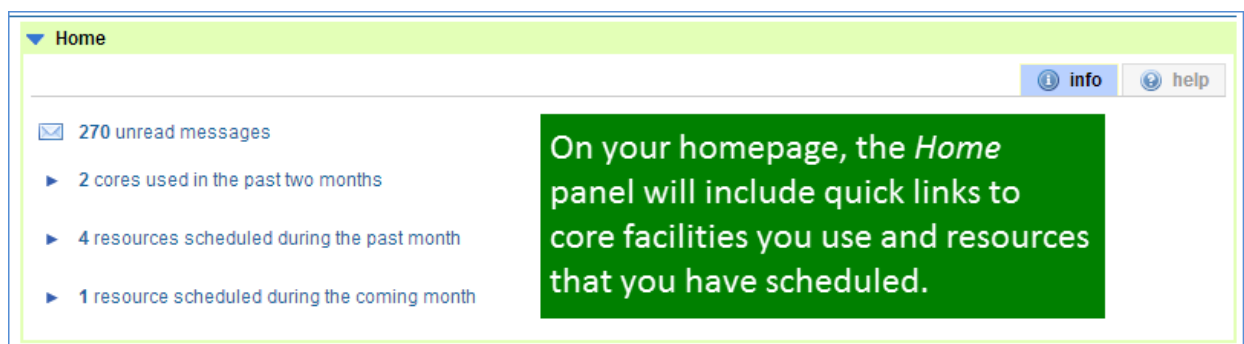 Home
info
help
270 unread messages
2 cores used in the past two months
4 resources scheduled during the past month
1 resource scheduled during the coming month
On your homepage, the Home
panel will include quick links to
core facilities you use and resources
that you have scheduled.